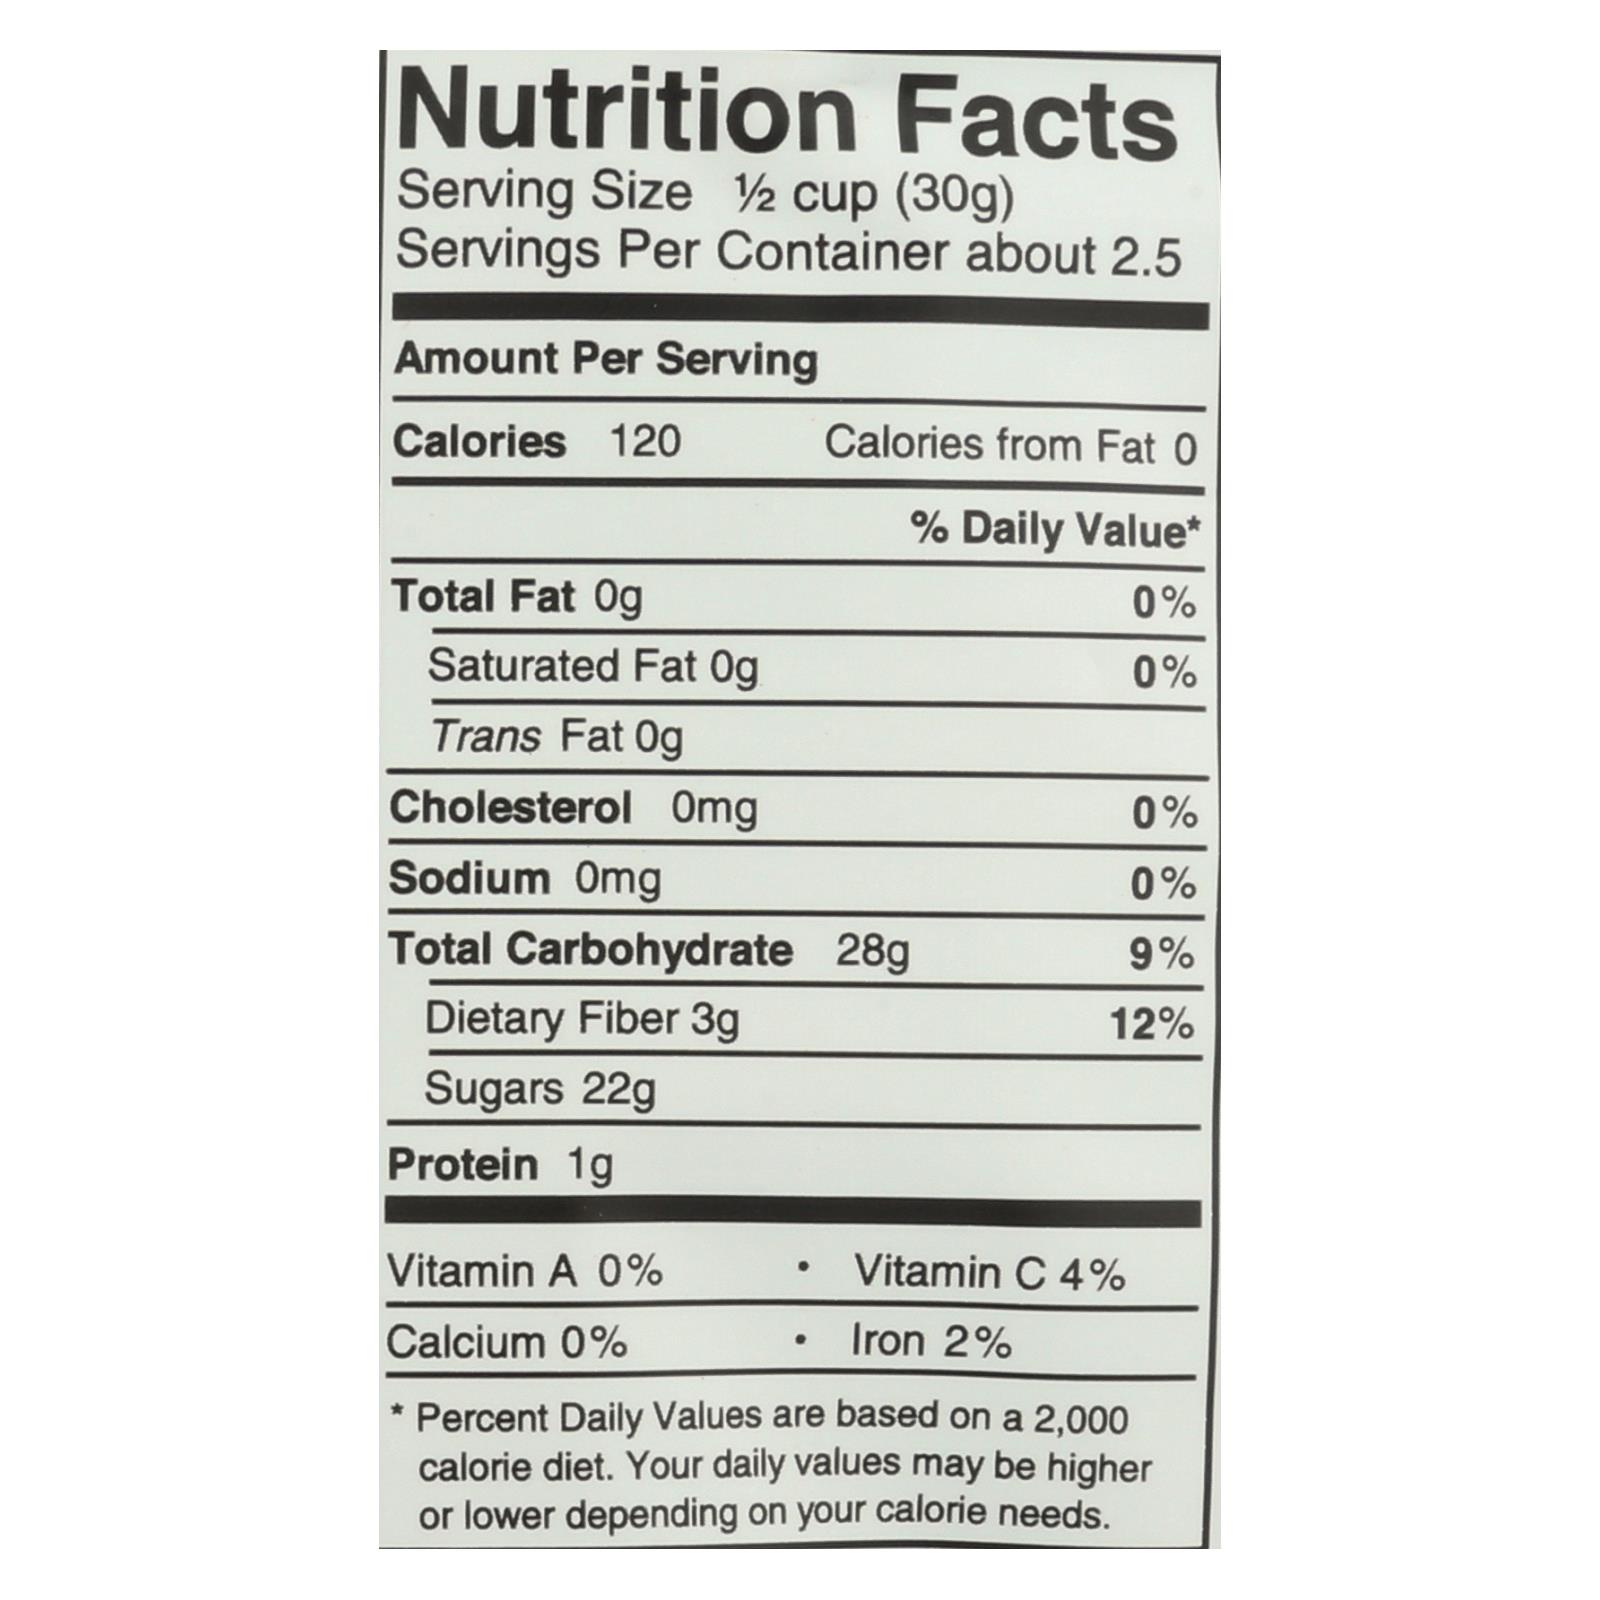 Nutrition Facts
Serving Size ½ cup (30g)
Servings Per Container about 2.5
Amount Per Serving
Calories 120 Calories from Fat 0
% Daily Value*
Total Fat 0g 0%
Saturated Fat 0g 0%
Trans Fat 0g
Cholesterol 0mg 0%
Sodium 0mg 0%
Total Carbohydrate 28g 9%
Dietary Fiber 3g 12%
Sugars 22g
Protein 1g
Vitamin A 0% • Vitamin C 4%
Calcium 0% • Iron 2%
* Percent Daily Values are based on a 2,000
calorie diet. Your daily values may be higher
or lower depending on your calorie needs.